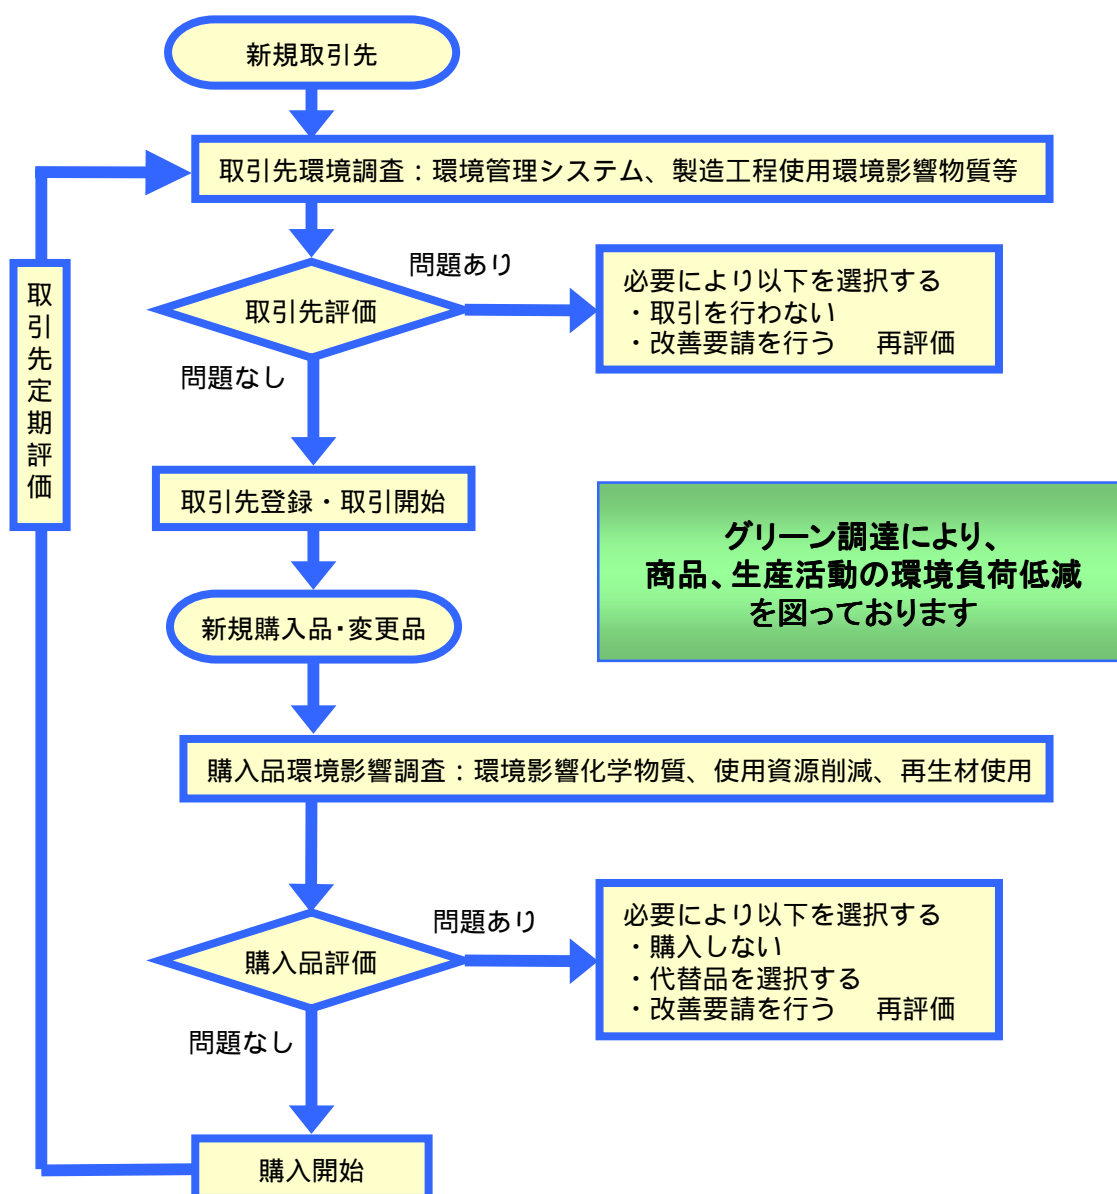 新規取引先
取引先環境調査：環境管理システム、製造工程使用環境影響物質等
取引先定期評価
取引先評価
問題あり
必要により以下を選択する
・取引を行わない
・改善要請を行う　再評価
問題なし
取引先登録・取引開始
グリーン調達により、
商品、生産活動の環境負荷低減
を図っております
新規購入品・変更品
購入品環境影響調査：環境影響化学物質、使用資源削減、再生材使用
購入品評価
問題あり
必要により以下を選択する
・購入しない
・代替品を選択する
・改善要請を行う　再評価
問題なし
購入開始